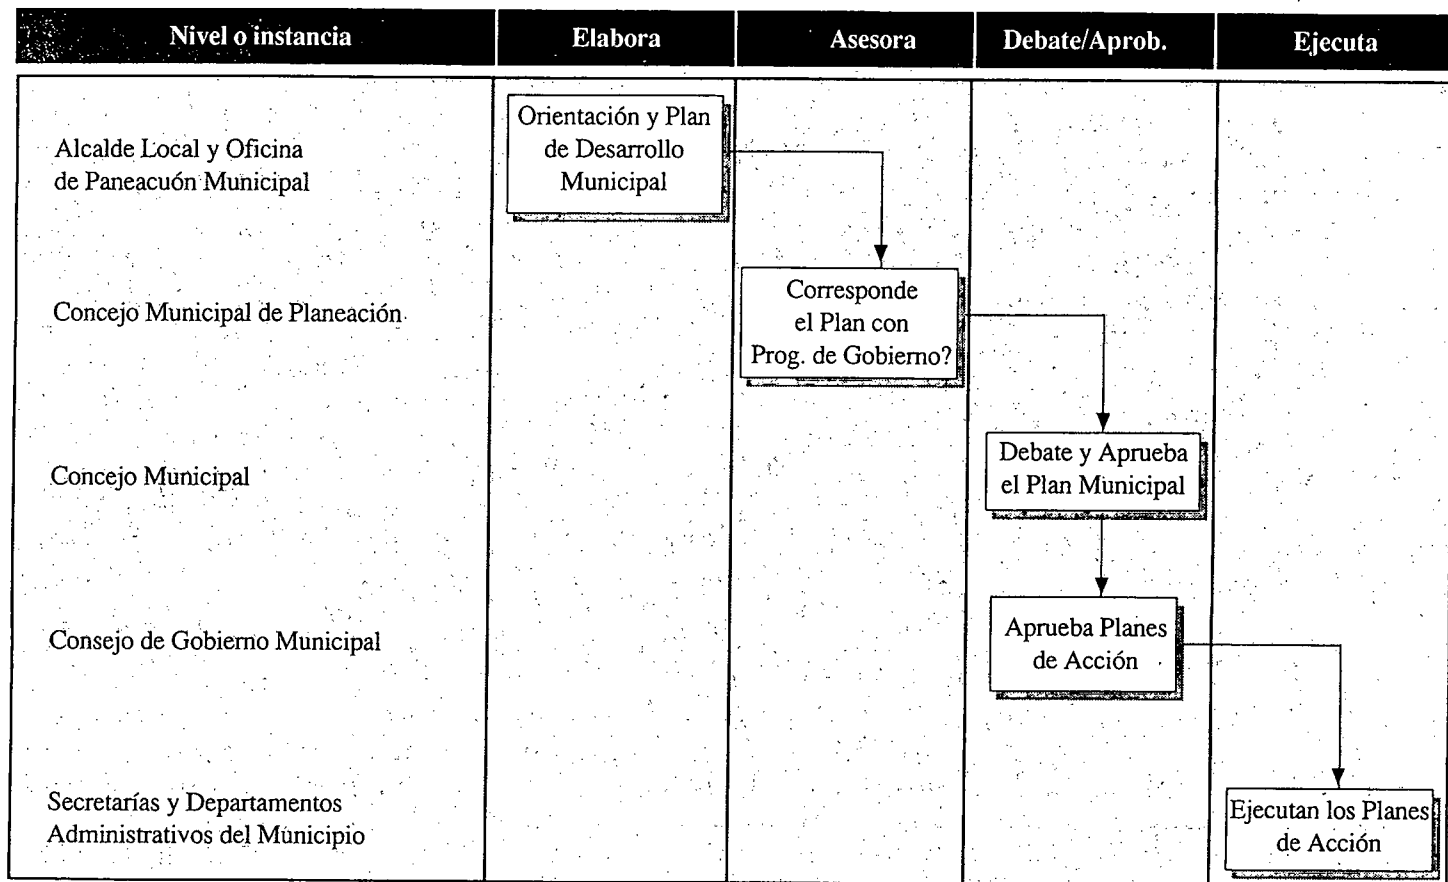 Nivel o instancia
Elabora
Asesora
Debate/Aprob.
Ejecuta
Alcalde Local y Oficina
de Paneacuón Municipal
Orientación y Plan
de Desarrollo
Municipal
Concejo Municipal de Planeación
Corresponde
el Plan con
Prog. de Gobierno?
Concejo Municipal
Debate y Aprueba
el Plan Municipal
Consejo de Gobierno Municipal
Aprueba Planes
de Acción
Secretarías y Departamentos
Administrativos del Municipio
Ejecutan los Planes
de Acción